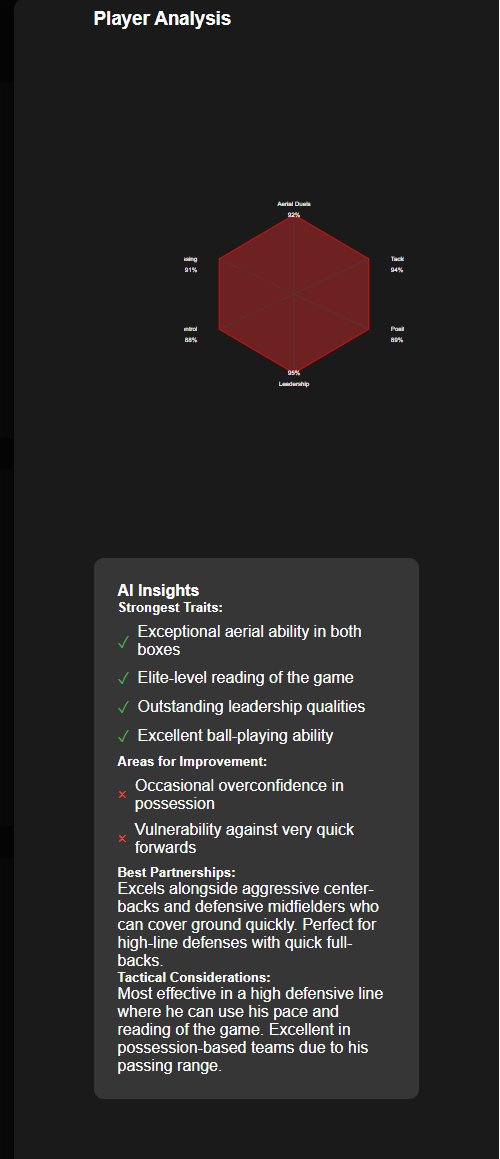 Player Analysis
Aerial Duels
92%
ssing
91%
Tackl
94%
ontrol
88%
Posit
89%
95%
Leadership
AI Insights
Strongest Traits:
✓ Exceptional aerial ability in both
boxes
✓ Elite-level reading of the game
✓ Outstanding leadership qualities
✓ Excellent ball-playing ability
Areas for Improvement:
× Occasional overconfidence in
possession
× Vulnerability against very quick
forwards
Best Partnerships:
Excels alongside aggressive center-
backs and defensive midfielders who
can cover ground quickly. Perfect for
high-line defenses with quick full-
backs.
Tactical Considerations:
Most effective in a high defensive line
where he can use his pace and
reading of the game. Excellent in
possession-based teams due to his
passing range.